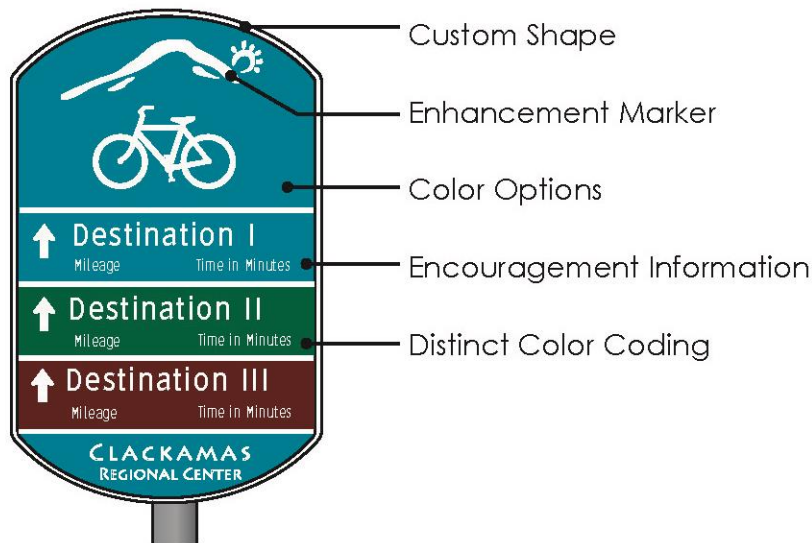 Custom Shape
Enhancement Marker
Color Options
Destination I
Mileage Time in Minutes
Encouragement Information
Destination II
Mileage Time in Minutes
Distinct Color Coding
Destination III
Mileage Time in Minutes
CLACKAMAS
REGIONAL CENTER